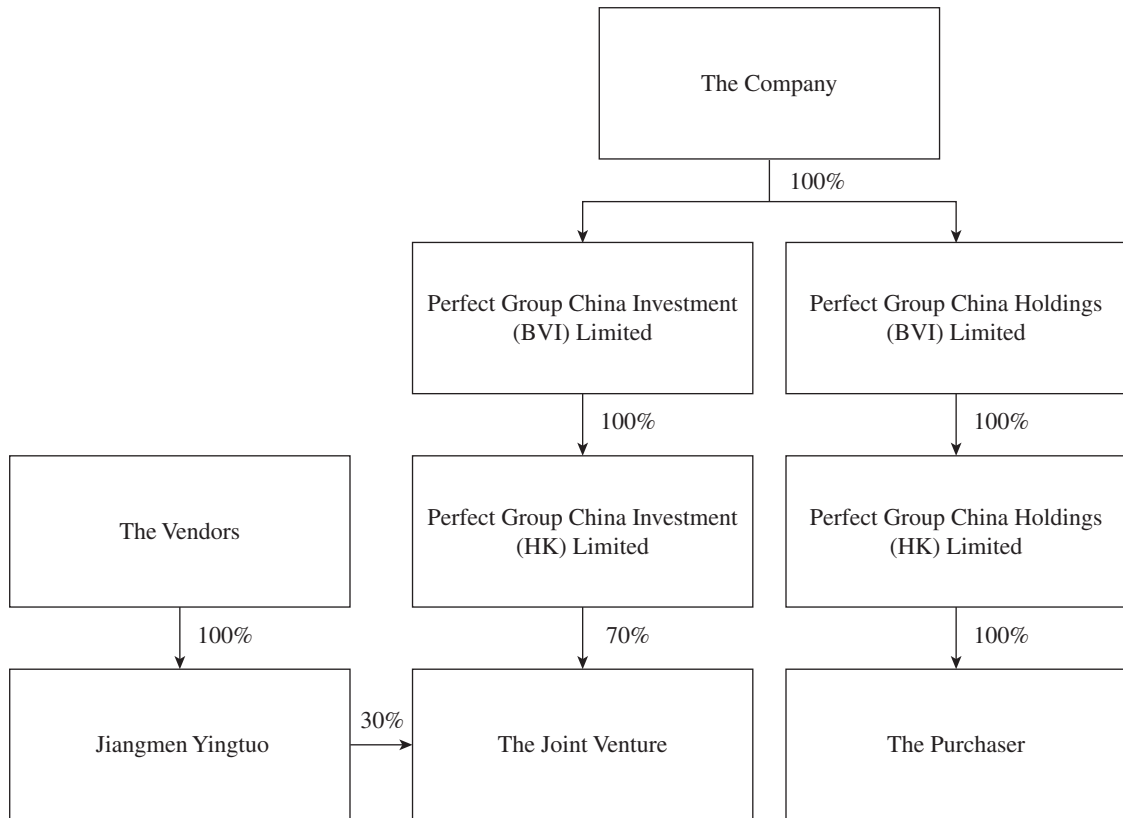 The Company
100%
Perfect Group China Investment
(BVI) Limited
Perfect Group China Holdings
(BVI) Limited
100%
100%
The Vendors
Perfect Group China Investment
(HK) Limited
Perfect Group China Holdings
(HK) Limited
100%
70%
100%
Jiangmen Yingtuo
30%
The Joint Venture
The Purchaser